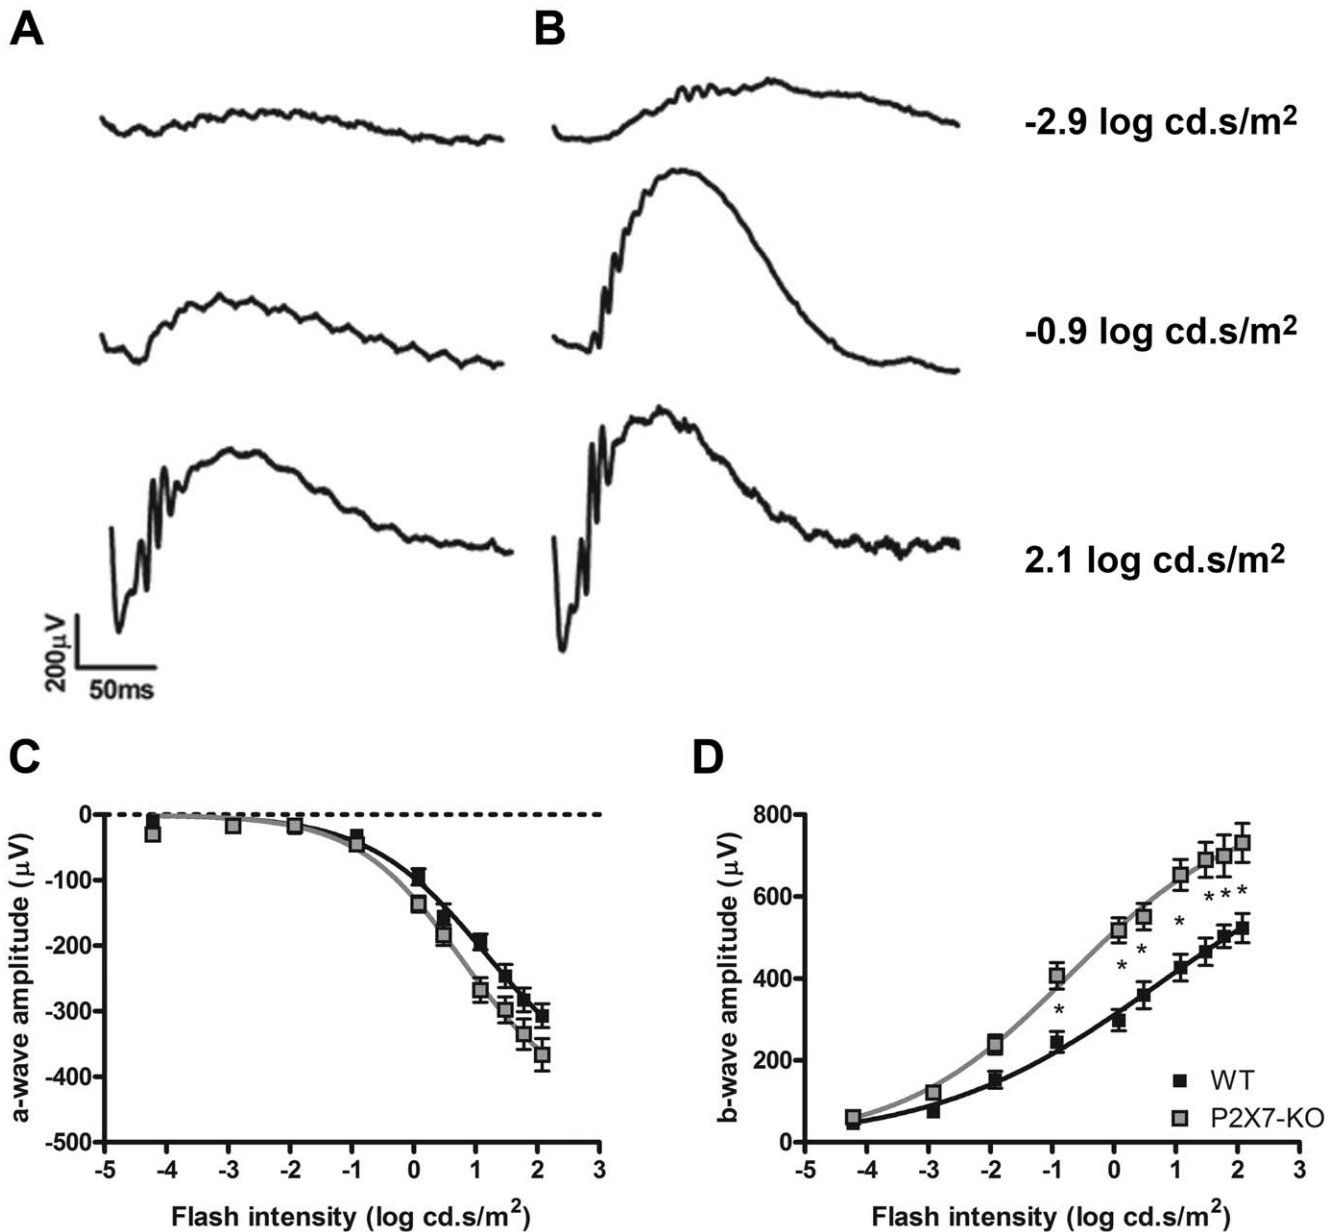 A
B
-2.9 log cd.s/m²
-0.9 log cd.s/m²
2.1 log cd.s/m²
200µV
50ms
C
D
a-wave amplitude (µV)
0
-100
-200
-300
-400
-500
-5 -4 -3 -2 -1 0 1 2 3
Flash intensity (log cd.s/m²)
b-wave amplitude (µV)
800
600
400
200
0
* * *
*
*
*
*
WT
P2X7-KO
-5 -4 -3 -2 -1 0 1 2 3
Flash intensity (log cd.s/m²)